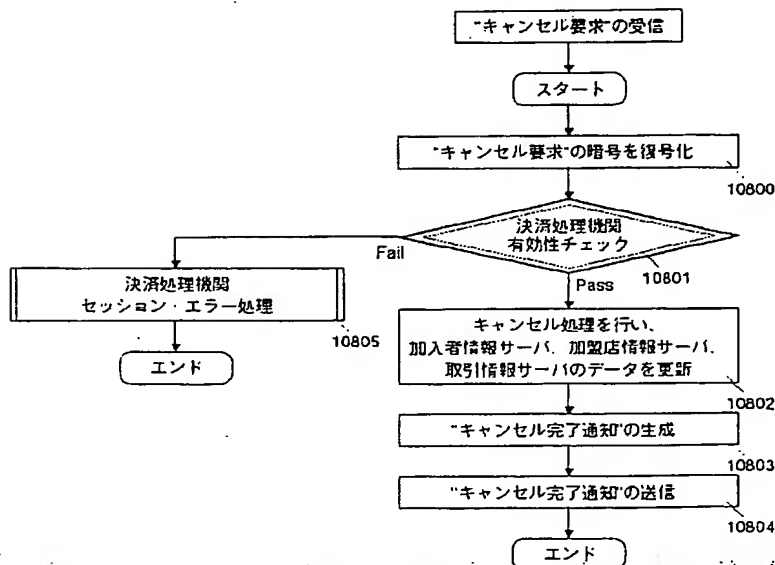 "キャンセル要求"の受信
スタート
"キャンセル要求"の暗号を復号化
10800
決済処理機関
有効性チェック
10801
Fail
Pass
決済処理機関
セッション・エラー処理
10805
エンド
キャンセル処理を行い、
加入者情報サーバ、加盟店情報サーバ、
取引情報サーバのデータを更新
10802
"キャンセル完了通知"の生成
10803
"キャンセル完了通知"の送信
10804
エンド